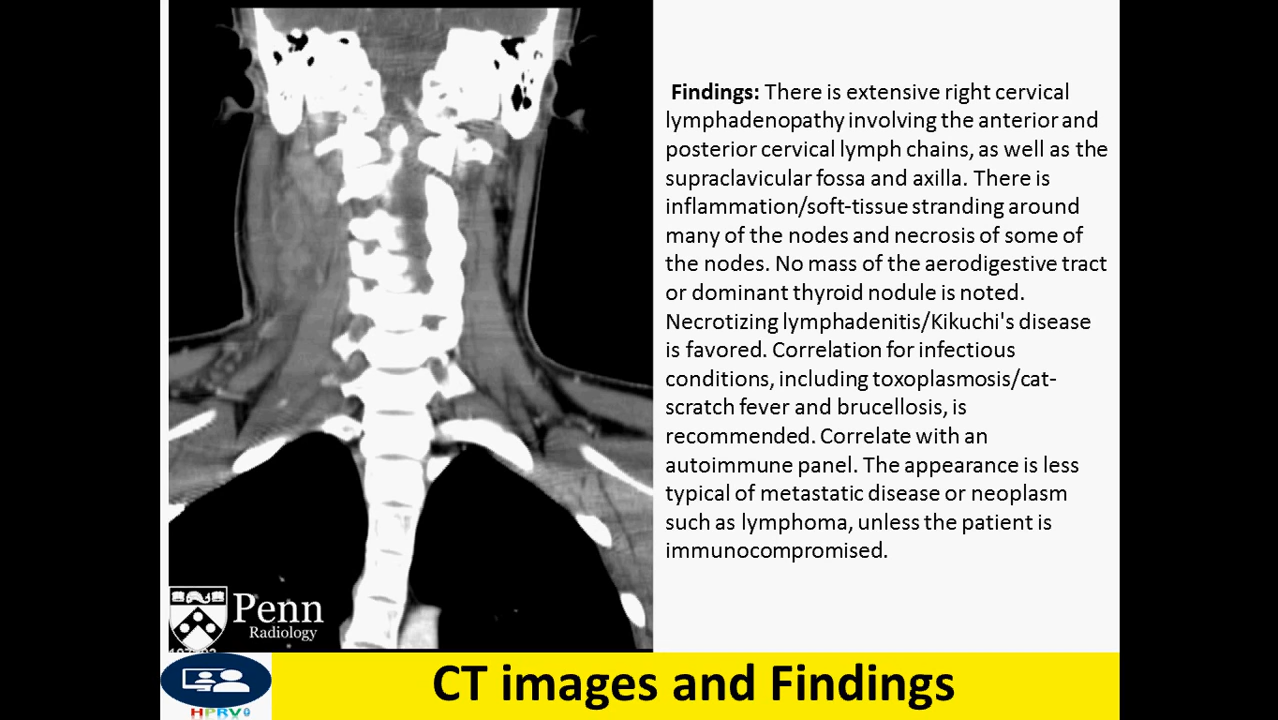 Findings: There is extensive right cervical
lymphadenopathy involving the anterior and
posterior cervical lymph chains, as well as the
supraclavicular fossa and axilla. There is
inflammation/soft-tissue stranding around
many of the nodes and necrosis of some of
the nodes. No mass of the aerodigestive tract
or dominant thyroid nodule is noted.
Necrotizing lymphadenitis/Kikuchi's disease
is favored. Correlation for infectious
conditions, including toxoplasmosis/cat-
scratch fever and brucellosis, is
recommended. Correlate with an
autoimmune panel. The appearance is less
typical of metastatic disease or neoplasm
such as lymphoma, unless the patient is
immunocompromised.
Penn
Radiology
CT images and Findings